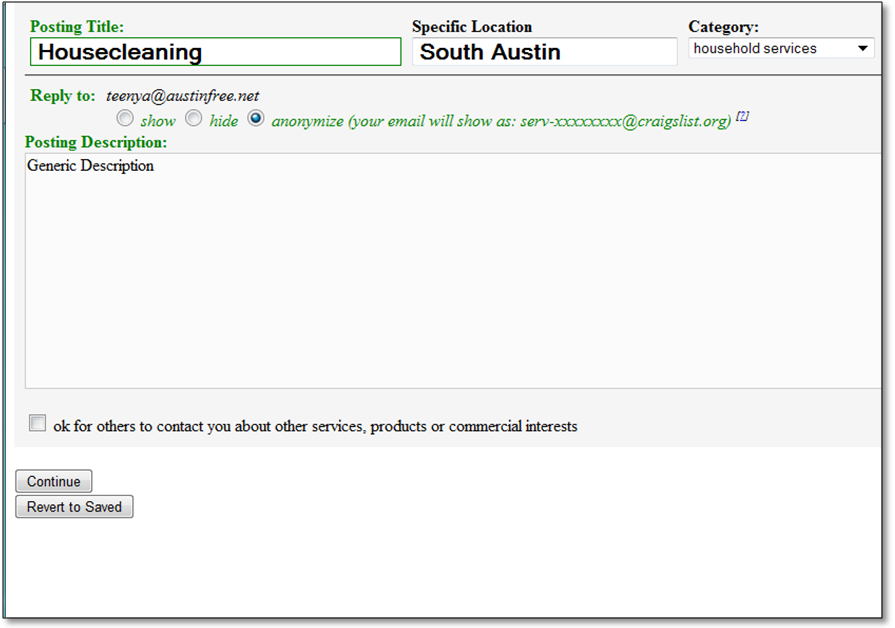 Posting Title: Specific Location Category:
Housecleaning South Austin household services
Reply to: teenya@austinfree.net
show hide anonymize (your email will show as: serv-xxxxxxxxx@craigslist.org) [?]
Posting Description:
Generic Description
ok for others to contact you about other services, products or commercial interests
Continue
Revert to Saved